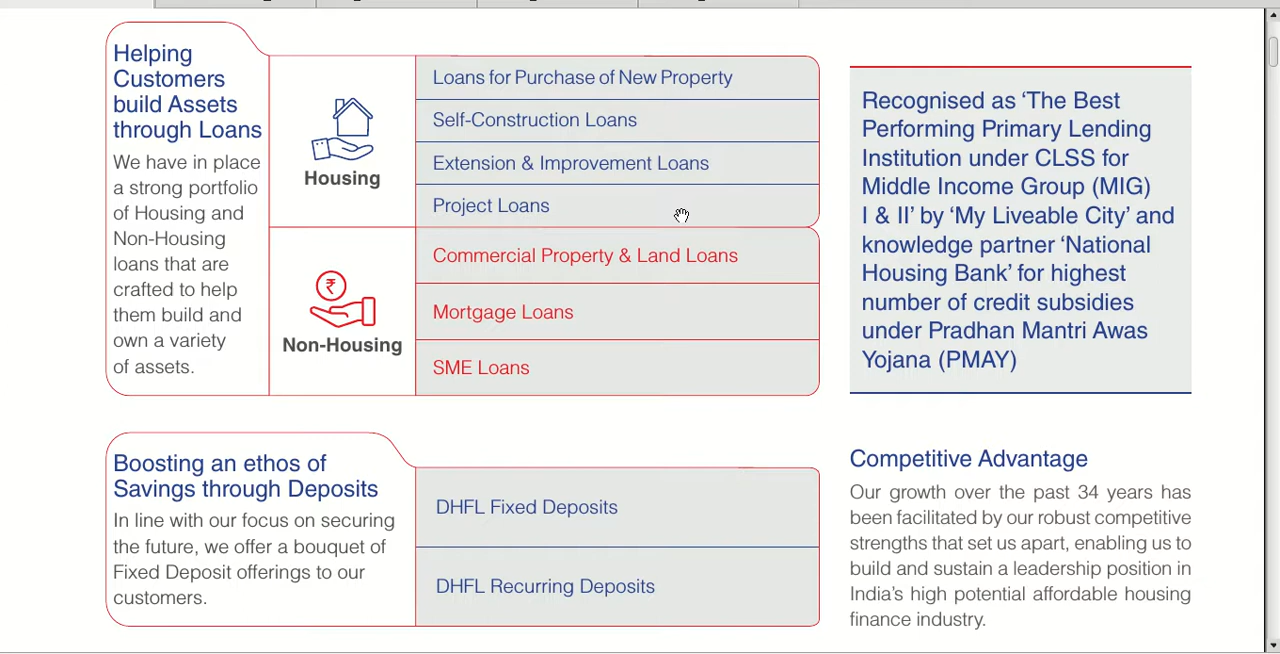 Helping
Customers
build Assets
through Loans
We have in place
a strong portfolio
of Housing and
Non-Housing
loans that are
crafted to help
them build and
own a variety
of assets.
Housing
Loans for Purchase of New Property
Self-Construction Loans
Extension & Improvement Loans
Project Loans
₹
Non-Housing
Commercial Property & Land Loans
Mortgage Loans
SME Loans
Recognised as ‘The Best
Performing Primary Lending
Institution under CLSS for
Middle Income Group (MIG)
I & II’ by ‘My Liveable City’ and
knowledge partner ‘National
Housing Bank’ for highest
number of credit subsidies
under Pradhan Mantri Awas
Yojana (PMAY)
Boosting an ethos of
Savings through Deposits
In line with our focus on securing
the future, we offer a bouquet of
Fixed Deposit offerings to our
customers.
DHFL Fixed Deposits
DHFL Recurring Deposits
Competitive Advantage
Our growth over the past 34 years has
been facilitated by our robust competitive
strengths that set us apart, enabling us to
build and sustain a leadership position in
India’s high potential affordable housing
finance industry.